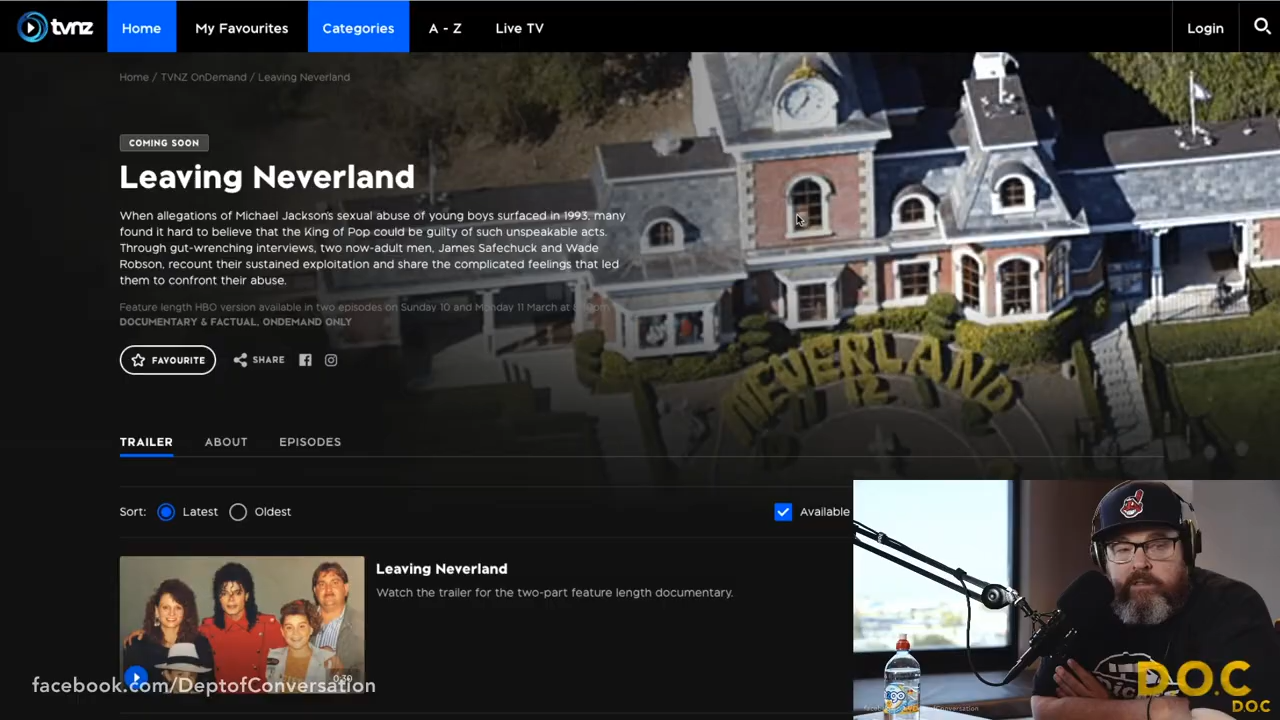 tvnz
Home
My Favourites
Categories
A - Z
Live TV
Login
Home / TVNZ OnDemand / Leaving Neverland
COMING SOON
Leaving Neverland
When allegations of Michael Jackson's sexual abuse of young boys surfaced in 1993, many
found it hard to believe that the King of Pop could be guilty of such unspeakable acts.
Through gut-wrenching interviews, two now-adult men, James Safechuck and Wade
Robson, recount their sustained exploitation and share the complicated feelings that led
them to confront their abuse.
Feature length HBO version available in two episodes on Sunday 10 and Monday 11 March at
DOCUMENTARY & FACTUAL, ONDEMAND ONLY
FAVOURITE
SHARE
NEVERLAND
TRAILER
ABOUT
EPISODES
Sort:
Latest
Oldest
Available
Leaving Neverland
Watch the trailer for the two-part feature length documentary.
0:30
facebook.com/DeptofConversation
D.O.C
DOC